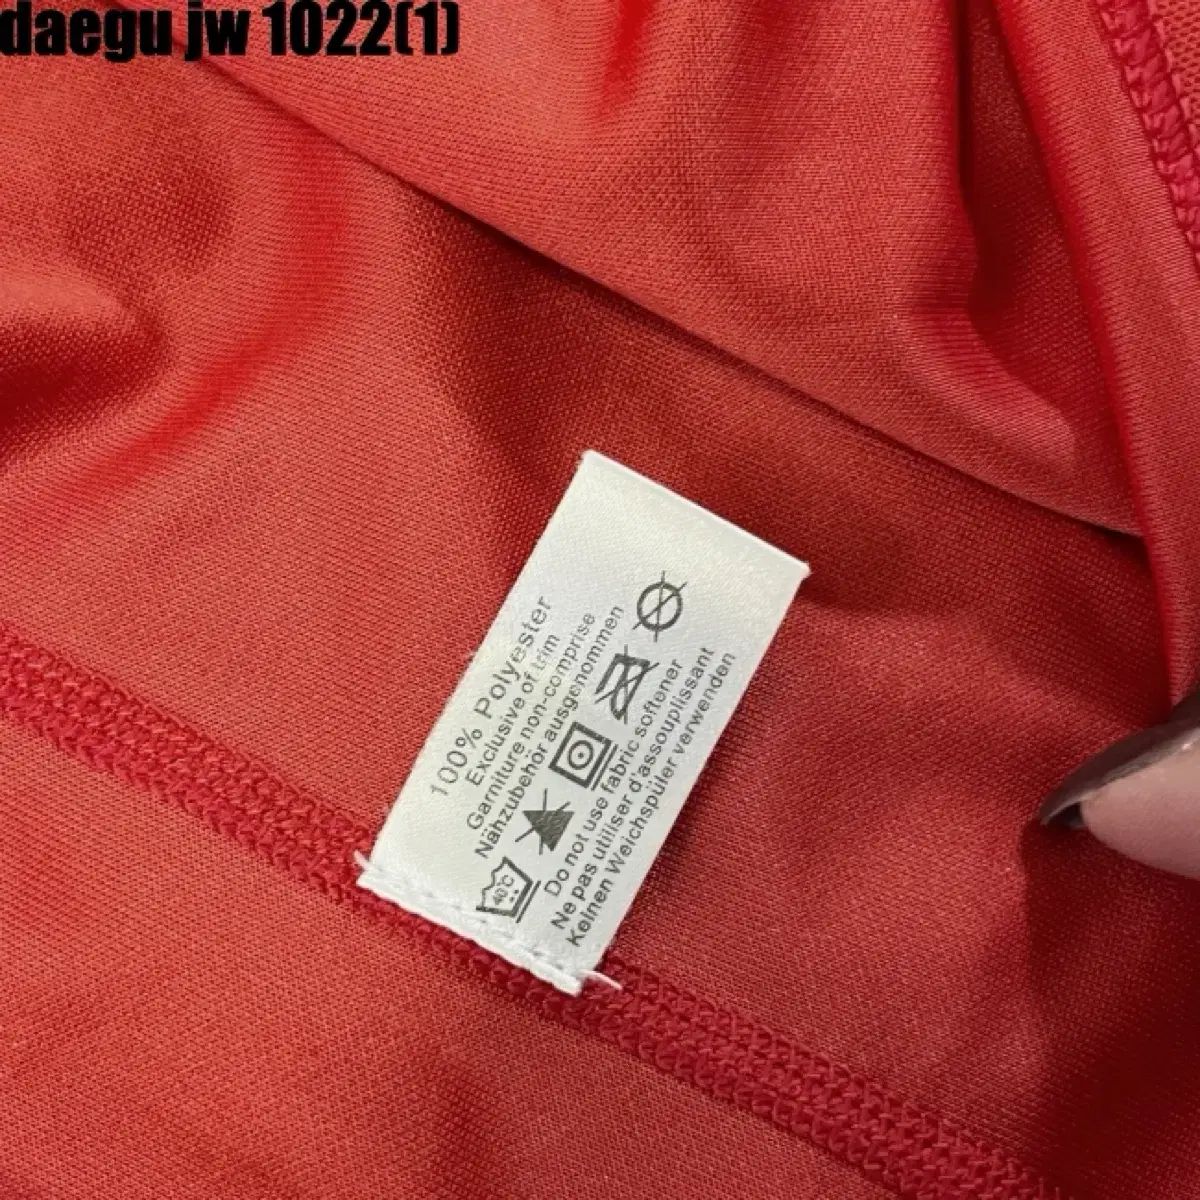 daegu jw 1022(1)
100% Polyester
Exclusive of trim
Garniture non-comprise
Nähzubehör ausgenommen
40°C
Do not use fabric softener
Ne pas utiliser d'assouplissant
Keinen Weichspüler verwenden